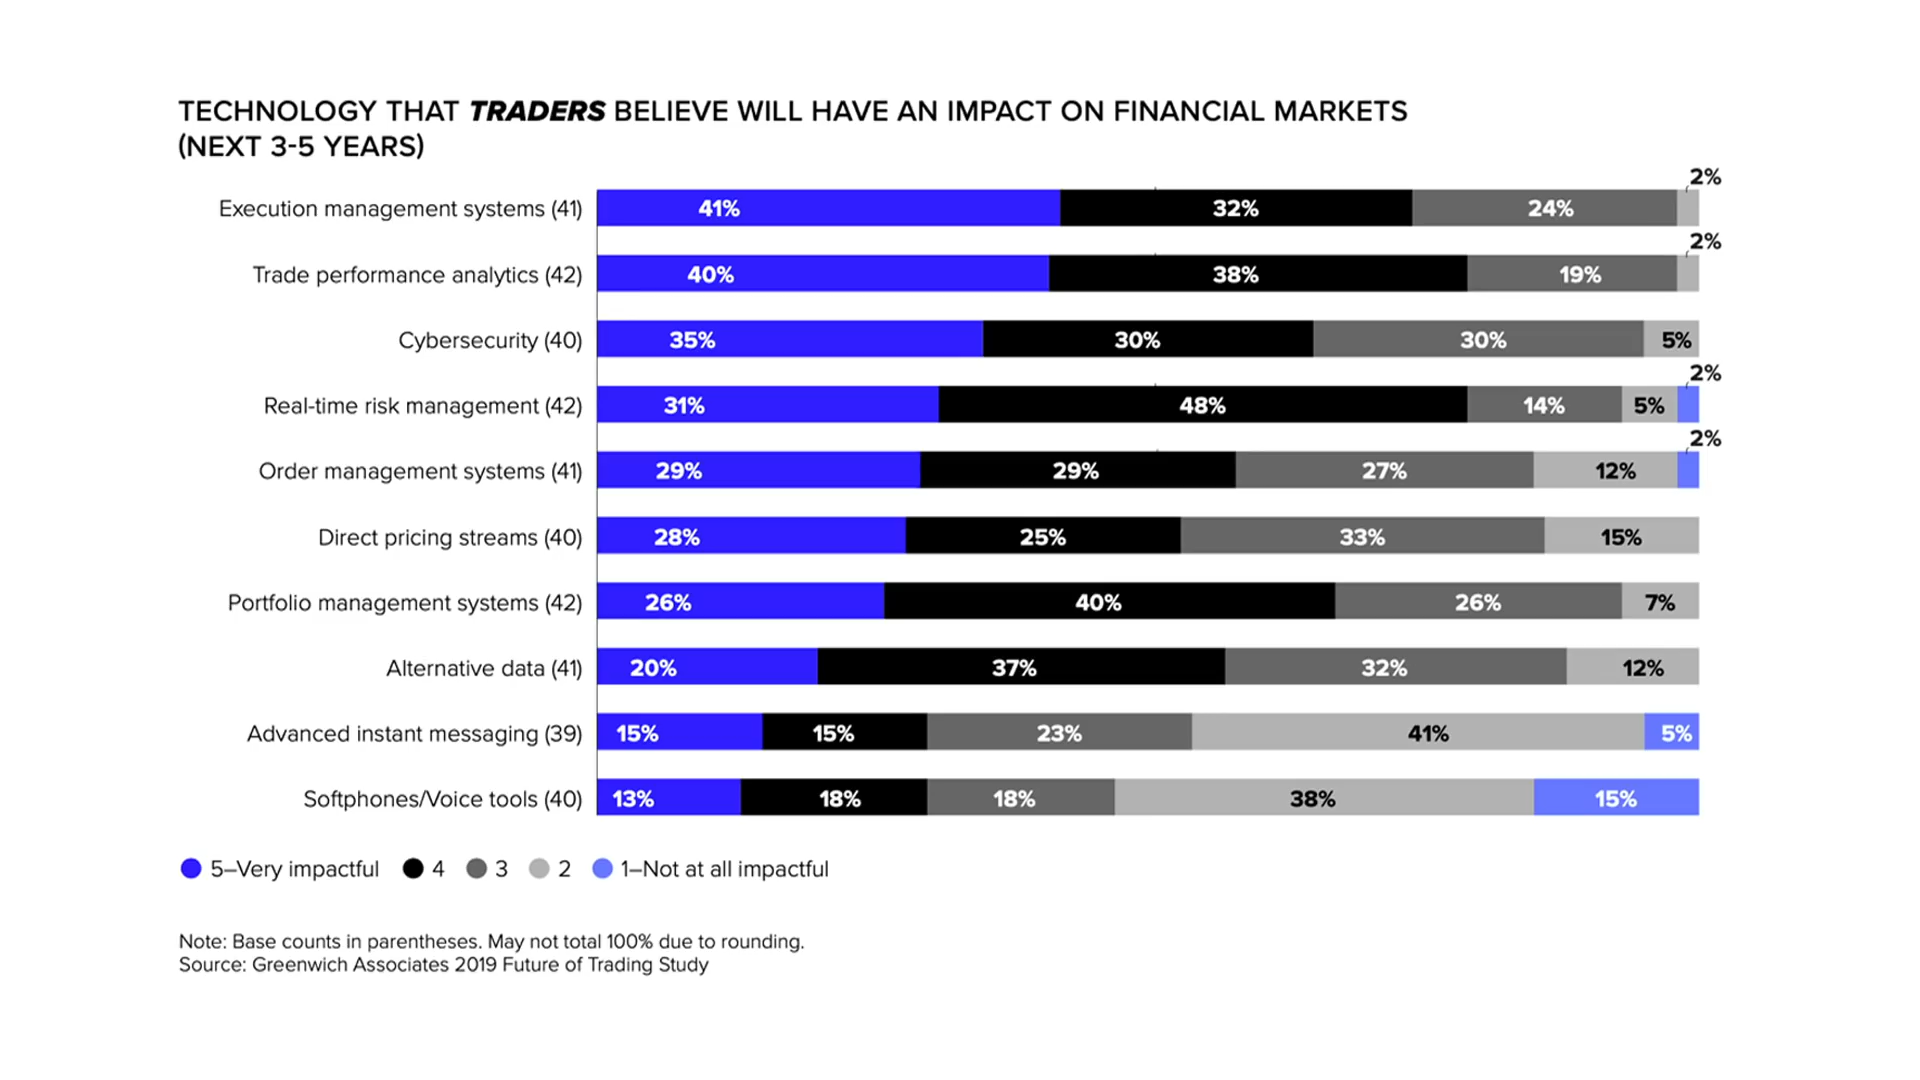 TECHNOLOGY THAT TRADERS BELIEVE WILL HAVE AN IMPACT ON FINANCIAL MARKETS
(NEXT 3-5 YEARS)
2%
Execution management systems (41) 41% 32% 24%
2%
Trade performance analytics (42) 40% 38% 19%
Cybersecurity (40) 35% 30% 30% 5%
2%
Real-time risk management (42) 31% 48% 14% 5%
2%
Order management systems (41) 29% 29% 27% 12%
Direct pricing streams (40) 28% 25% 33% 15%
Portfolio management systems (42) 26% 40% 26% 7%
Alternative data (41) 20% 37% 32% 12%
Advanced instant messaging (39) 15% 15% 23% 41% 5%
Softphones/Voice tools (40) 13% 18% 18% 38% 15%
5–Very impactful 4 3 2 1–Not at all impactful
Note: Base counts in parentheses. May not total 100% due to rounding.
Source: Greenwich Associates 2019 Future of Trading Study